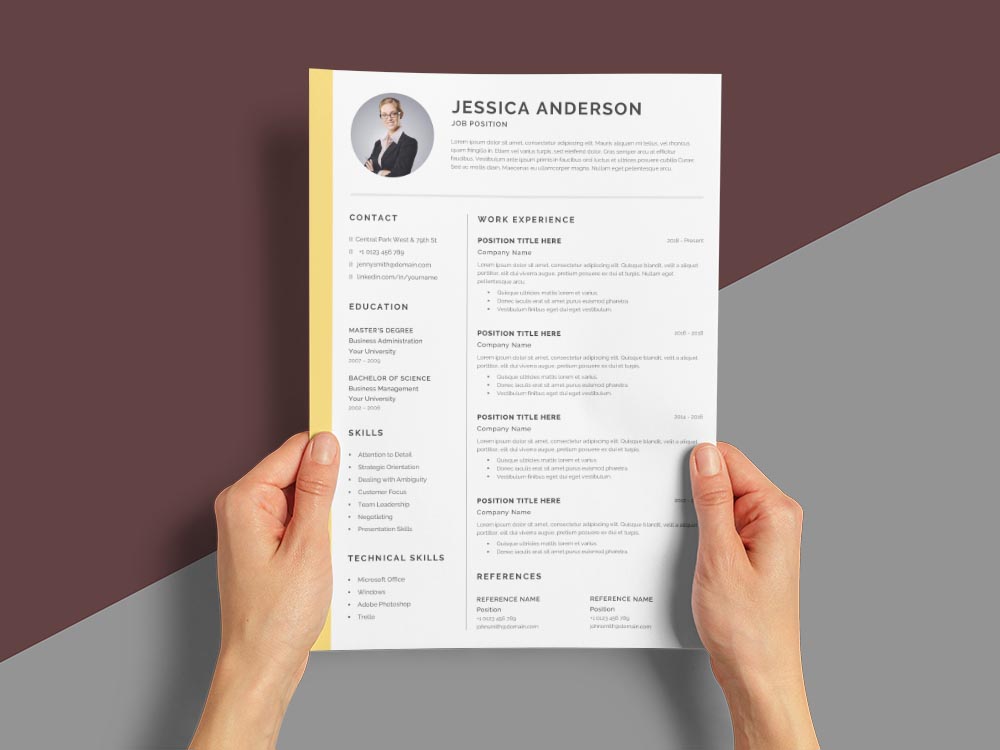 JESSICA ANDERSON
JOB POSITION
Lorem ipsum dolor sit amet, consectetur adipiscing elit. Mauris aliquam mi tellus, vel rhoncus
quam fringilla in. Etiam vel varius turpis, sed eleifend dolor. Cras semper arcu et efficitur
faucibus. Vestibulum ante ipsum primis in faucibus orci luctus et ultrices posuere cubilia Curae;
Sed ac mollis diam. Maecenas eu ullamcorper magna. Nullam eget pellentesque arcu.
CONTACT
Central Park West & 79th St
+1 0123 456 789
jennysmith@domain.com
linkedin.com/in/yourname
EDUCATION
MASTER'S DEGREE
Business Administration
Your University
2007 - 2009
BACHELOR OF SCIENCE
Business Management
Your University
2002 - 2006
SKILLS
• Attention to Detail
• Strategic Orientation
• Dealing with Ambiguity
• Customer Focus
• Team Leadership
• Negotiating
• Presentation Skills
TECHNICAL SKILLS
• Microsoft Office
• Windows
• Adobe Photoshop
• Trello
WORK EXPERIENCE
POSITION TITLE HERE 2018 - Present
Company Name
Lorem ipsum dolor sit amet, consectetur adipiscing elit. Quisque blandit, velit a aliquet
porttitor, elit dui viverra augue, pretium posuere ex dui et turpis. Nullam eget
pellentesque arcu.
• Quisque ultricies mattis lorem et varius.
• Donec iaculis erat sit amet purus euismod pharetra.
• Vestibulum finibus eget dui eget vestibulum.
POSITION TITLE HERE 2016 - 2018
Company Name
Lorem ipsum dolor sit amet, consectetur adipiscing elit. Quisque blandit, velit a aliquet
porttitor, elit dui viverra augue, pretium posuere ex dui et turpis.
• Quisque ultricies mattis lorem et varius.
• Donec iaculis erat sit amet purus euismod pharetra.
• Vestibulum finibus eget dui eget vestibulum.
POSITION TITLE HERE 2014 - 2016
Company Name
Lorem ipsum dolor sit amet, consectetur adipiscing elit. Quisque blandit, velit a aliquet
porttitor, elit dui viverra augue, pretium posuere ex dui et turpis.
• Quisque ultricies mattis lorem et varius.
• Donec iaculis erat sit amet purus euismod pharetra.
• Vestibulum finibus eget dui eget vestibulum.
POSITION TITLE HERE
Company Name
Lorem ipsum dolor sit amet, consectetur adipiscing elit. Quisque blandit, velit a aliquet
porttitor, elit dui viverra augue, pretium posuere ex dui et turpis.
• Quisque ultricies mattis lorem et varius.
• Donec iaculis erat sit amet purus euismod pharetra.
REFERENCES
REFERENCE NAME
Position
+1 0123 456 789
johnsmith@domain.com
REFERENCE NAME
Position
+1 0123 456 789
johnsmith@domain.com